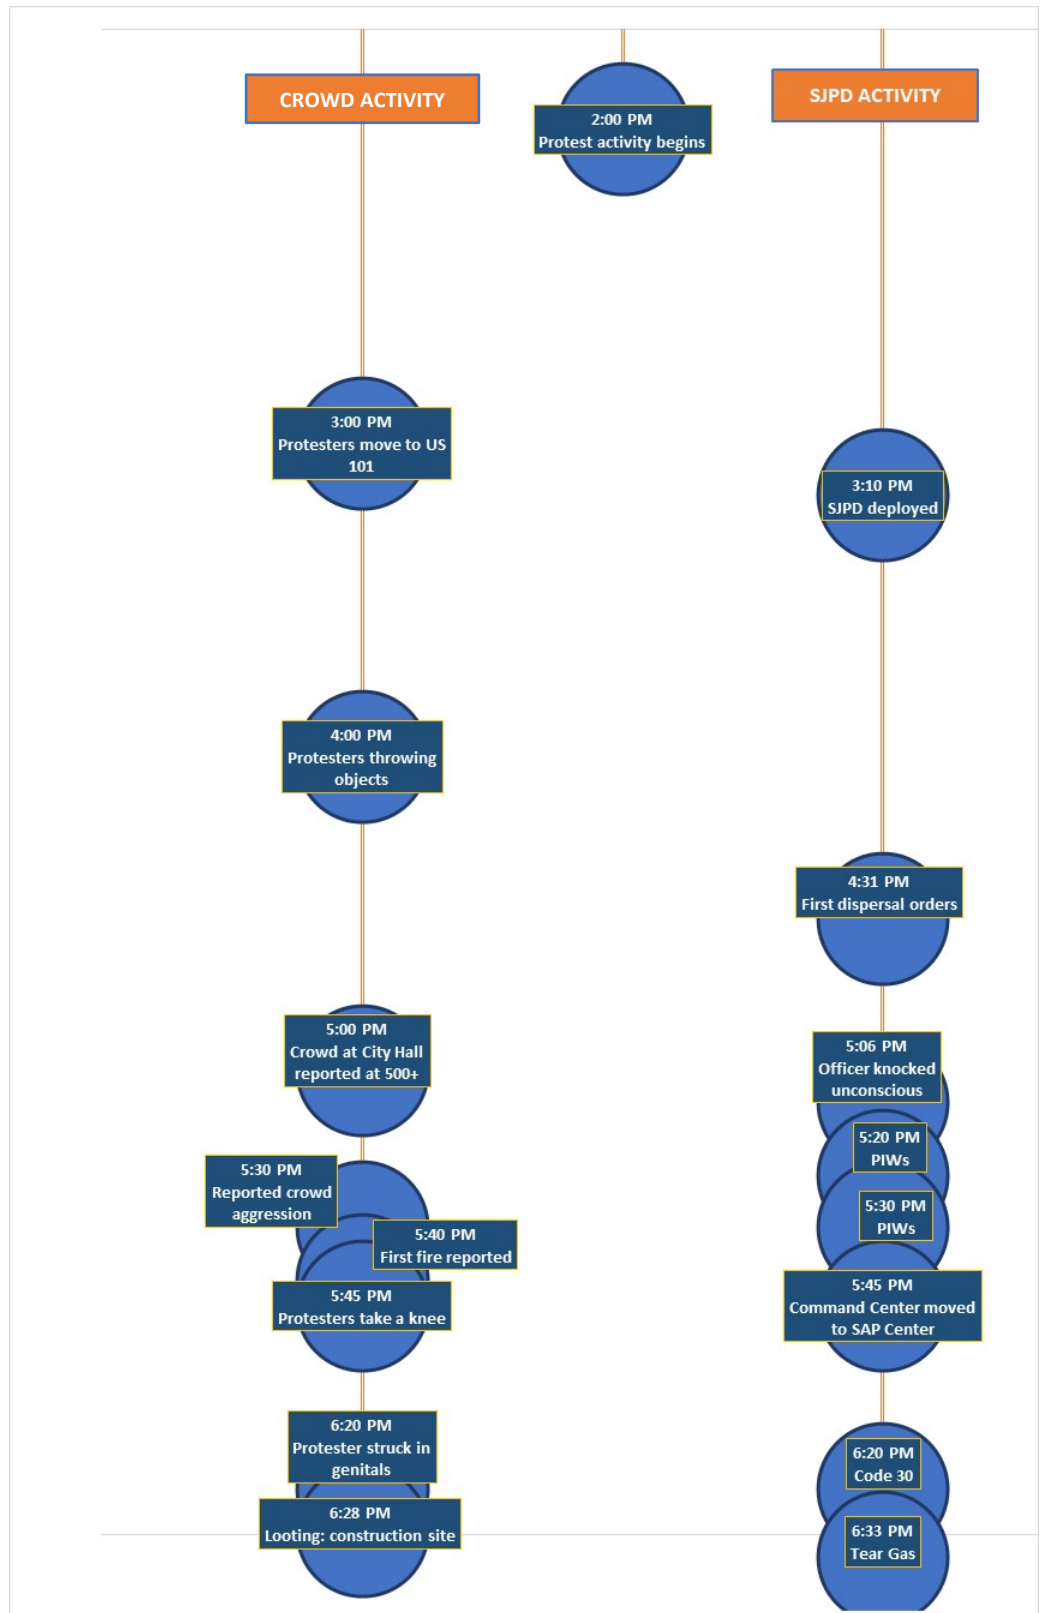 CROWD ACTIVITY
SJPD ACTIVITY
2:00 PM
Protest activity begins
3:00 PM
Protesters move to US
101
3:10 PM
SJPD deployed
4:00 PM
Protesters throwing
objects
4:31 PM
First dispersal orders
5:00 PM
Crowd at City Hall
reported at 500+
5:06 PM
Officer knocked
unconscious
5:20 PM
PIWs
5:30 PM
Reported crowd
aggression
5:30 PM
PIWs
5:40 PM
First fire reported
5:45 PM
Protesters take a knee
5:45 PM
Command Center moved
to SAP Center
6:20 PM
Protester struck in
genitals
6:20 PM
Code 30
6:28 PM
Looting: construction site
6:33 PM
Tear Gas